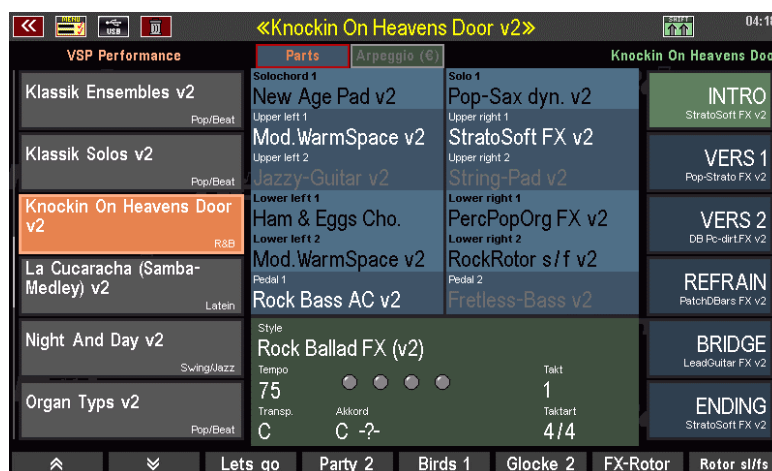 MENU
USB
«Knockin On Heavens Door v2»
SHIFT
04:18
VSP Performance
Parts
Arpeggio (€)
Knockin On Heavens Doo
Klassik Ensembles v2
Pop/Beat
Klassik Solos v2
Pop/Beat
Knockin On Heavens Door
v2
R&B
La Cucaracha (Samba-
Medley) v2
Latein
Night And Day v2
Swing/Jazz
Organ Typs v2
Pop/Beat
Solochord 1
New Age Pad v2
Solo 1
Pop-Sax dyn. v2
Upper left 1
Mod.WarmSpace v2
Upper right 1
StratoSoft FX v2
Upper left 2
Jazzy-Guitar v2
Upper right 2
String-Pad v2
Lower left 1
Ham & Eggs Cho.
Lower right 1
PercPopOrg FX v2
Lower left 2
Mod.WarmSpace v2
Lower right 2
RockRotor s/f v2
Pedal 1
Rock Bass AC v2
Pedal 2
Fretless-Bass v2
Style
Rock Ballad FX (v2)
Tempo
75
Takt
1
Transp.
C
Akkord
C -?-
Taktart
4/4
INTRO
StratoSoft FX v2
VERS 1
Pop-Strato FX v2
VERS 2
DB Pc-dirt.FX v2
REFRAIN
PatchDBars FX v2
BRIDGE
LeadGuitar FX v2
ENDING
StratoSoft FX v2
Lets go
Party 2
Birds 1
Glocke 2
FX-Rotor
Rotor sl/fs